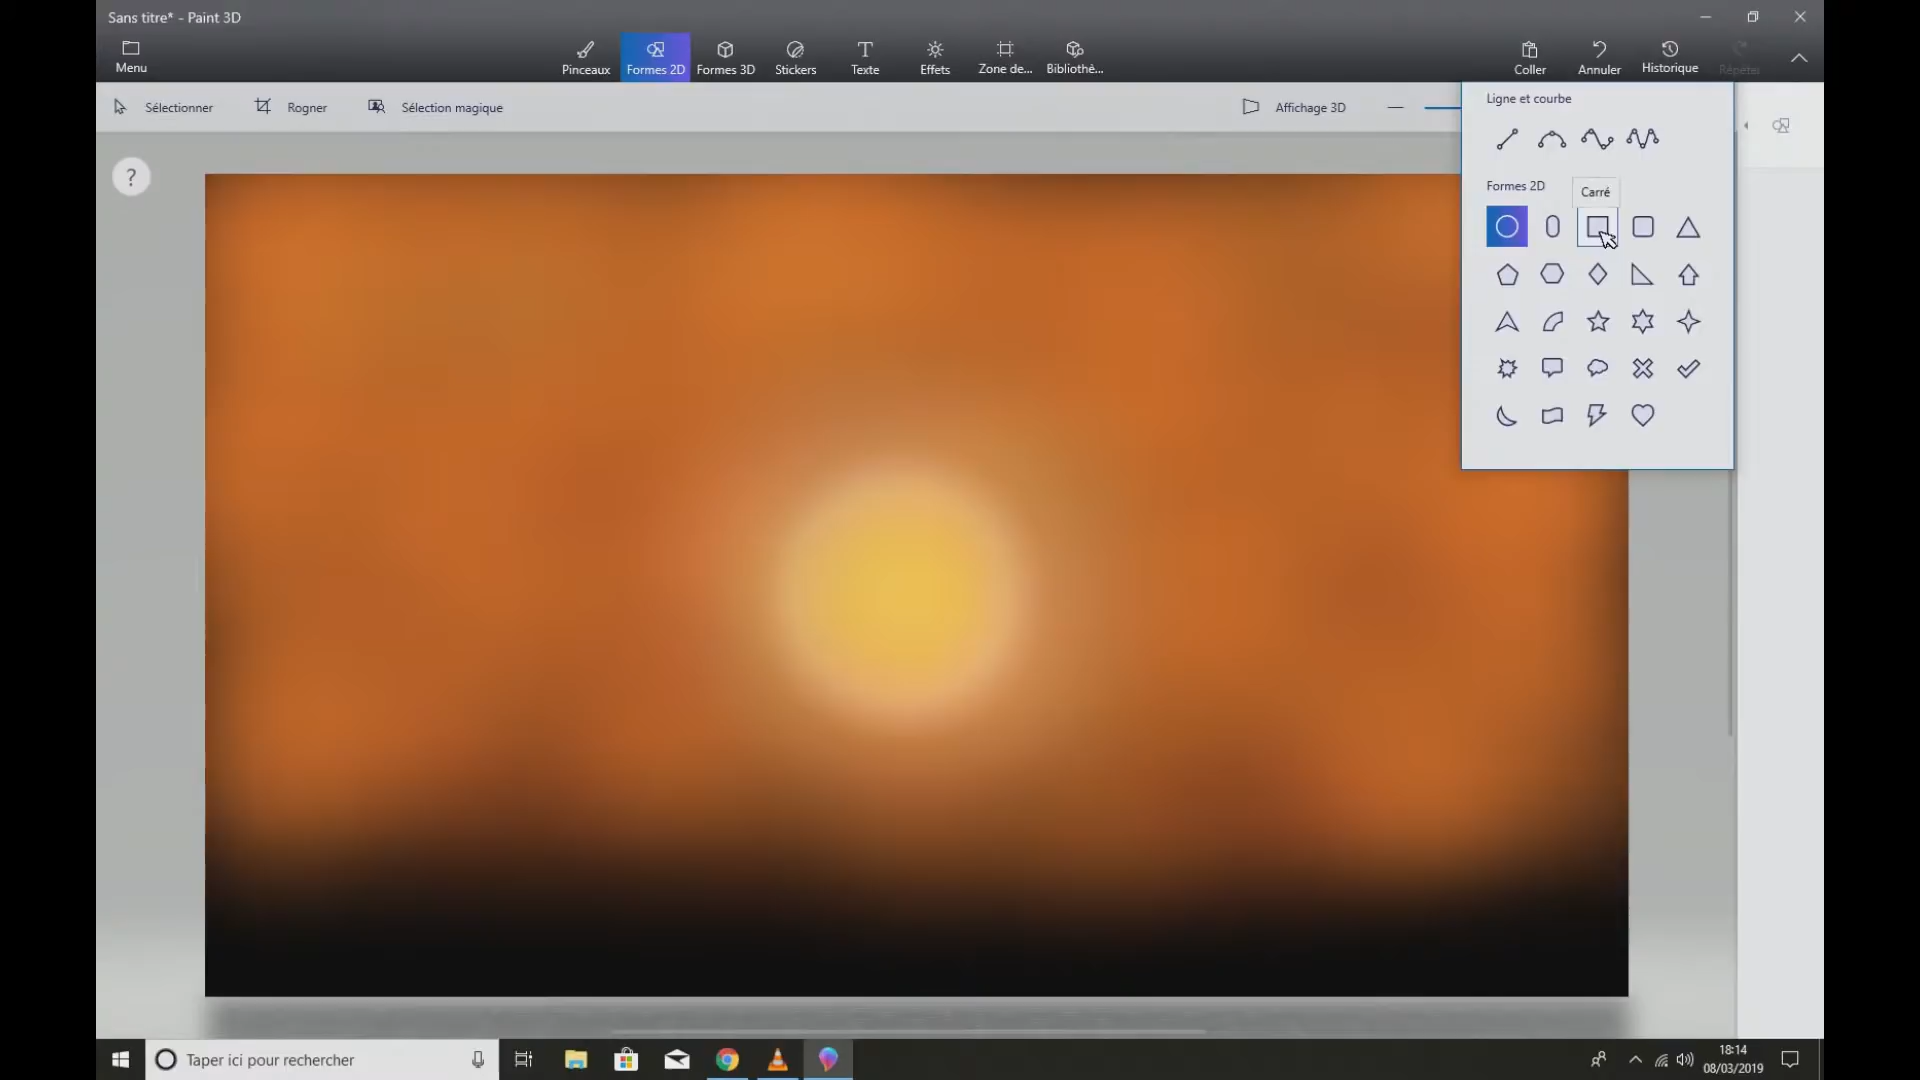 Sans titre* - Paint 3D
Menu
Pinceaux
Formes 2D
Formes 3D
Stickers
Texte
Effets
Zone de...
Bibliothè...
Coller
Annuler
Historique
Répéter
Sélectionner
Rogner
Sélection magique
Affichage 3D
Ligne et courbe
?
Formes 2D
Carré
Taper ici pour rechercher
18:14
08/03/2019